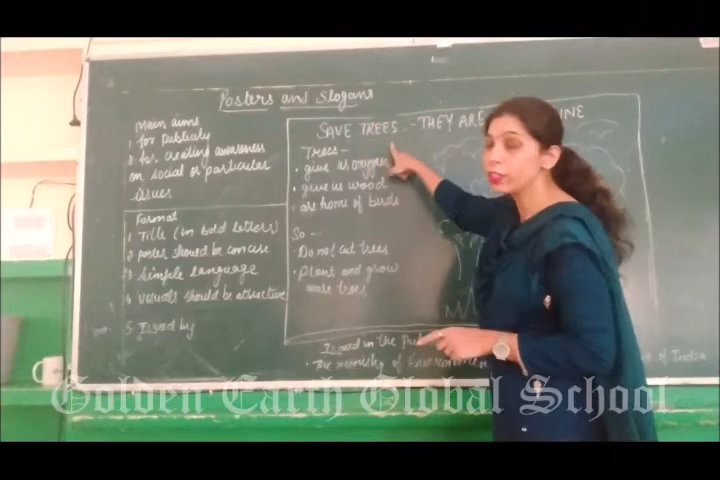 Posters and Slogans
Main aims
1 for publicity
2 for creating awareness
on social or particular
issues
Format
1 Title (in bold letters)
2 poster should be concise
3 Simple language
4 visuals should be attractive
5 Issued by
SAVE TREES - THEY ARE
Trees -
• give us oxygen
• give us wood
• are home of birds
So -
• Do not cut trees
• Plant and grow
more trees
Issued in the
• The ministry of
of India
Golden Earth Global School